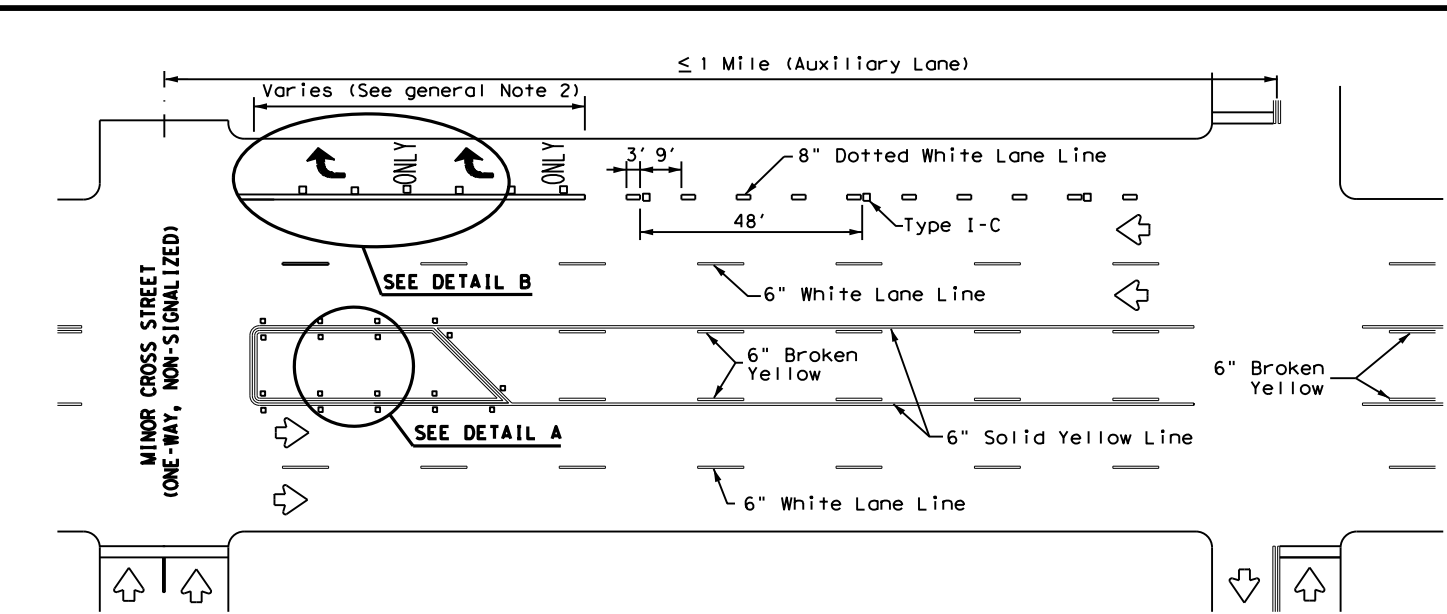 ≤ 1 Mile (Auxiliary Lane)
Varies (See general Note 2)
ONLY
ONLY
3' 9'
8" Dotted White Lane Line
48'
Type I-C
SEE DETAIL B
6" White Lane Line
MINOR CROSS STREET
(ONE-WAY, NON-SIGNALIZED)
6" Broken
Yellow
6" Broken
Yellow
SEE DETAIL A
6" Solid Yellow Line
6" White Lane Line